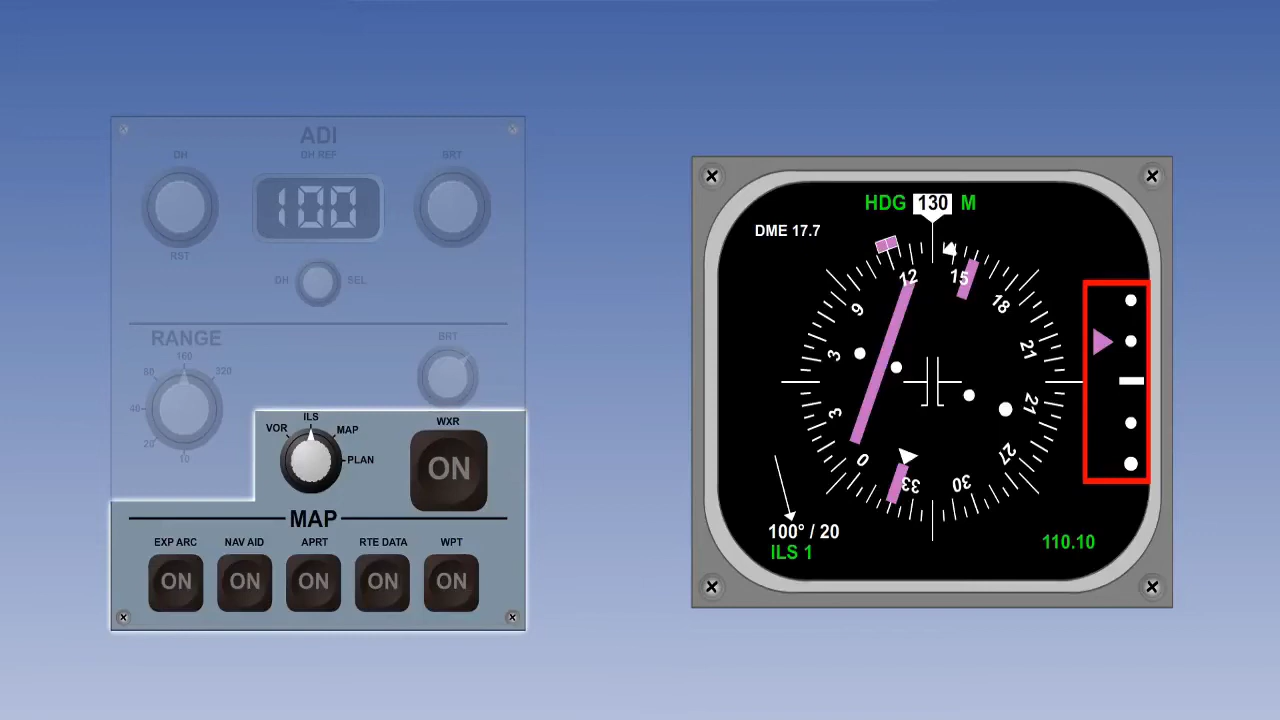 ADI
DH
DH REF
BRT
100
RST
DH
SEL
RANGE
BRT
160
80
320
40
20
10
ILS
VOR
MAP
PLAN
WXR
ON
MAP
EXP ARC
NAV AID
APRT
RTE DATA
WPT
ON
ON
ON
ON
ON
HDG 130 M
DME 17.7
12
15
9
18
3
21
3
21
0
27
33
30
100° / 20
ILS 1
110.10